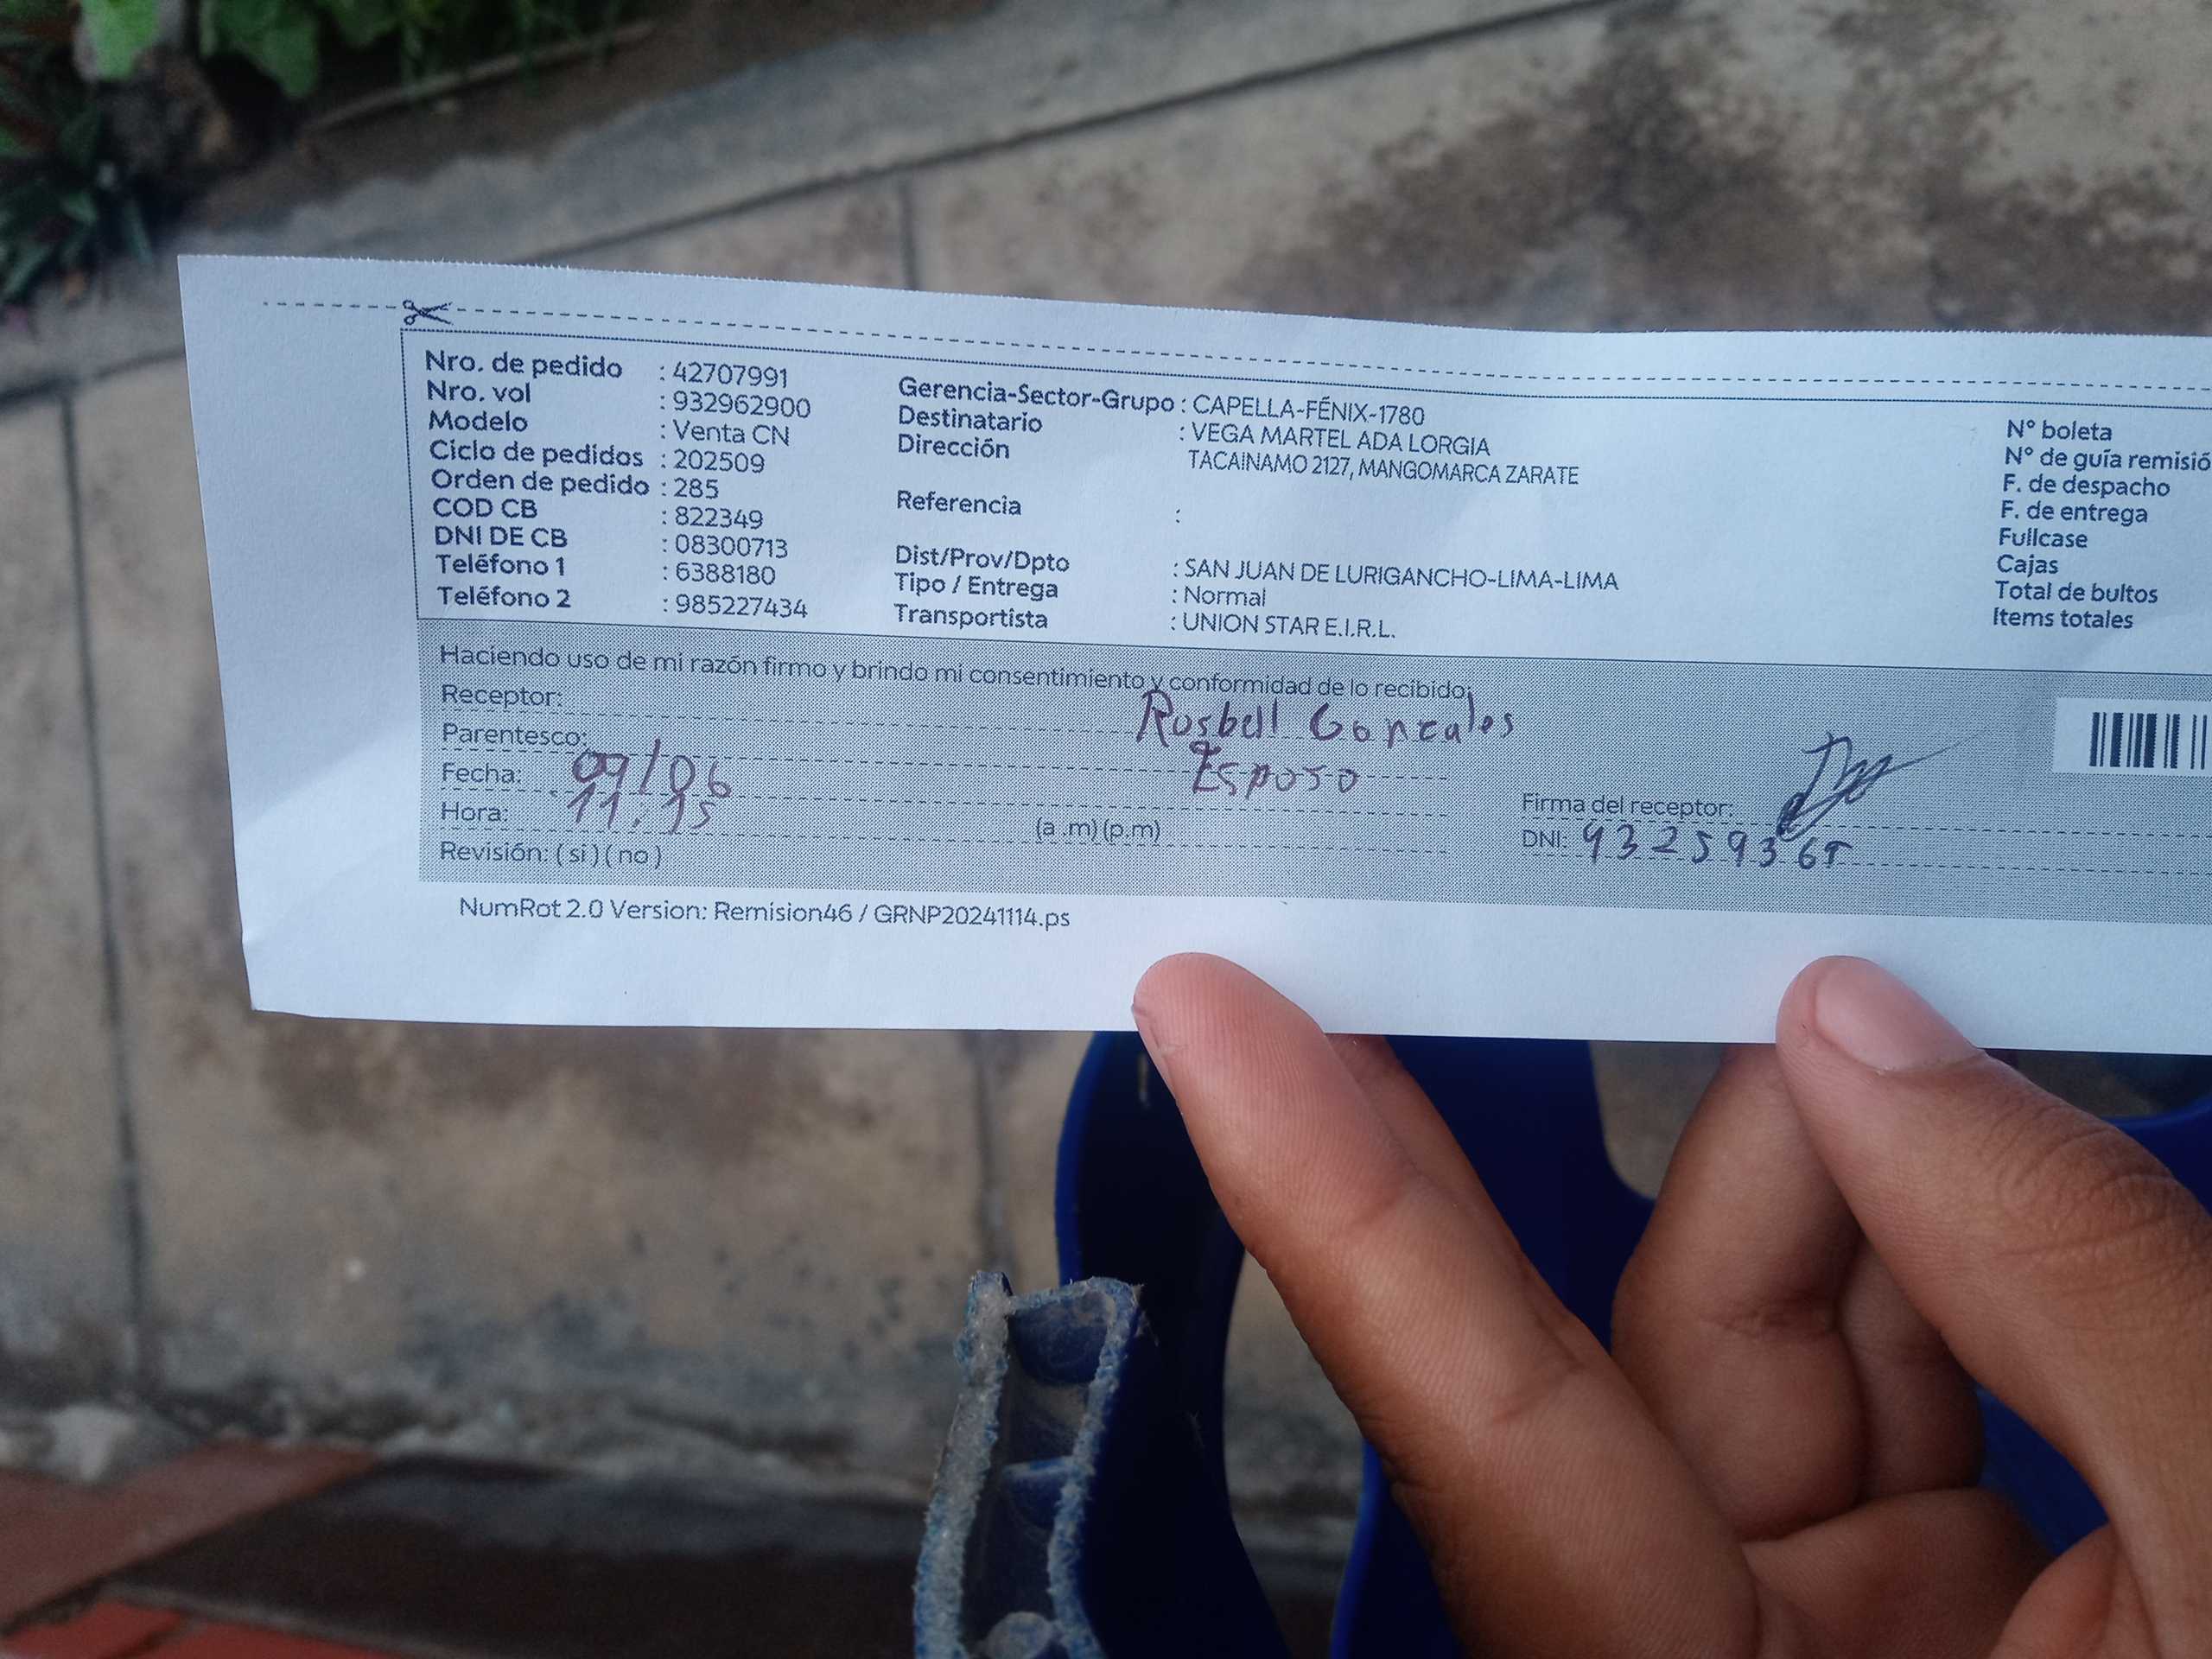 Nro. de pedido : 42707991
Nro. vol : 932962900
Modelo : Venta CN
Ciclo de pedidos : 202509
Orden de pedido : 285
COD CB : 822349
DNI DE CB : 08300713
Teléfono 1 : 6388180
Teléfono 2 : 985227434
Gerencia-Sector-Grupo : CAPELLA-FÉNIX-1780
Destinatario : VEGA MARTEL ADA LORGIA
Dirección TACAINAMO 2127, MANGOMARCA ZARATE
Referencia :
Dist/Prov/Dpto : SAN JUAN DE LURIGANCHO-LIMA-LIMA
Tipo / Entrega : Normal
Transportista : UNION STAR E.I.R.L.
N° boleta
N° de guía remisió
F. de despacho
F. de entrega
Fullcase
Cajas
Total de bultos
Items totales
Haciendo uso de mi razón firmo y brindo mi consentimiento y conformidad de lo recibido:
Receptor: Rusbell Gonzales
Parentesco: Esposo
Fecha: 09/06
Hora: 11:15 (a .m) (p.m)
Revisión: ( si ) ( no )
Firma del receptor:
DNI:
NumRot 2.0 Version: Remision46 / GRNP20241114.ps